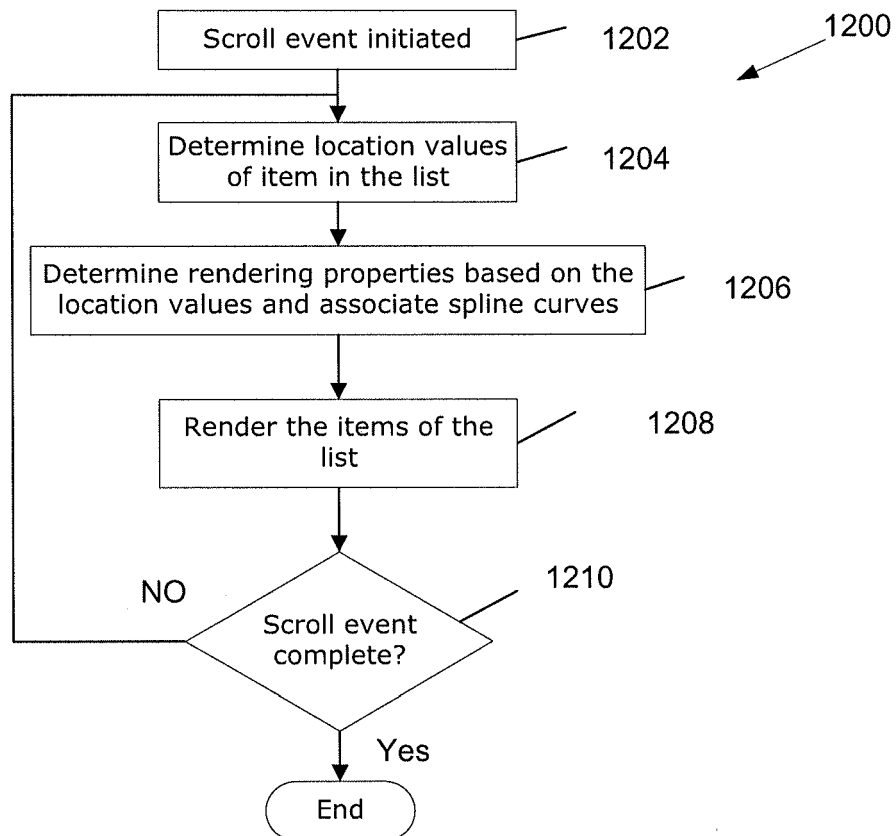 Scroll event initiated
1202
1200
Determine location values
of item in the list
1204
Determine rendering properties based on the
location values and associate spline curves
1206
Render the items of the
list
1208
1210
NO
Scroll event
complete?
Yes
End